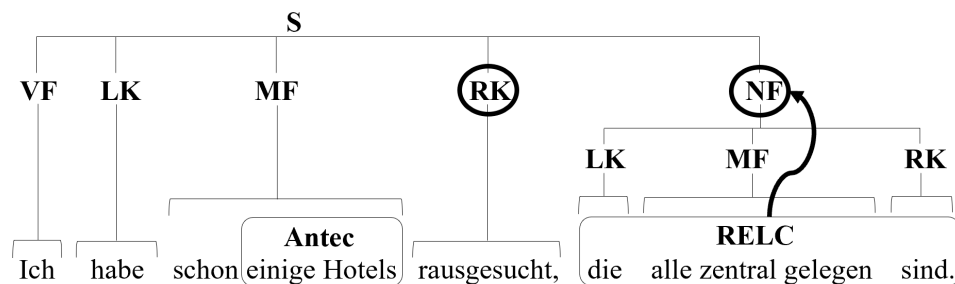 S
VF LK MF RK NF
LK MF RK
Antec RELC
Ich habe schon einige Hotels rausgesucht, die alle zentral gelegen sind.